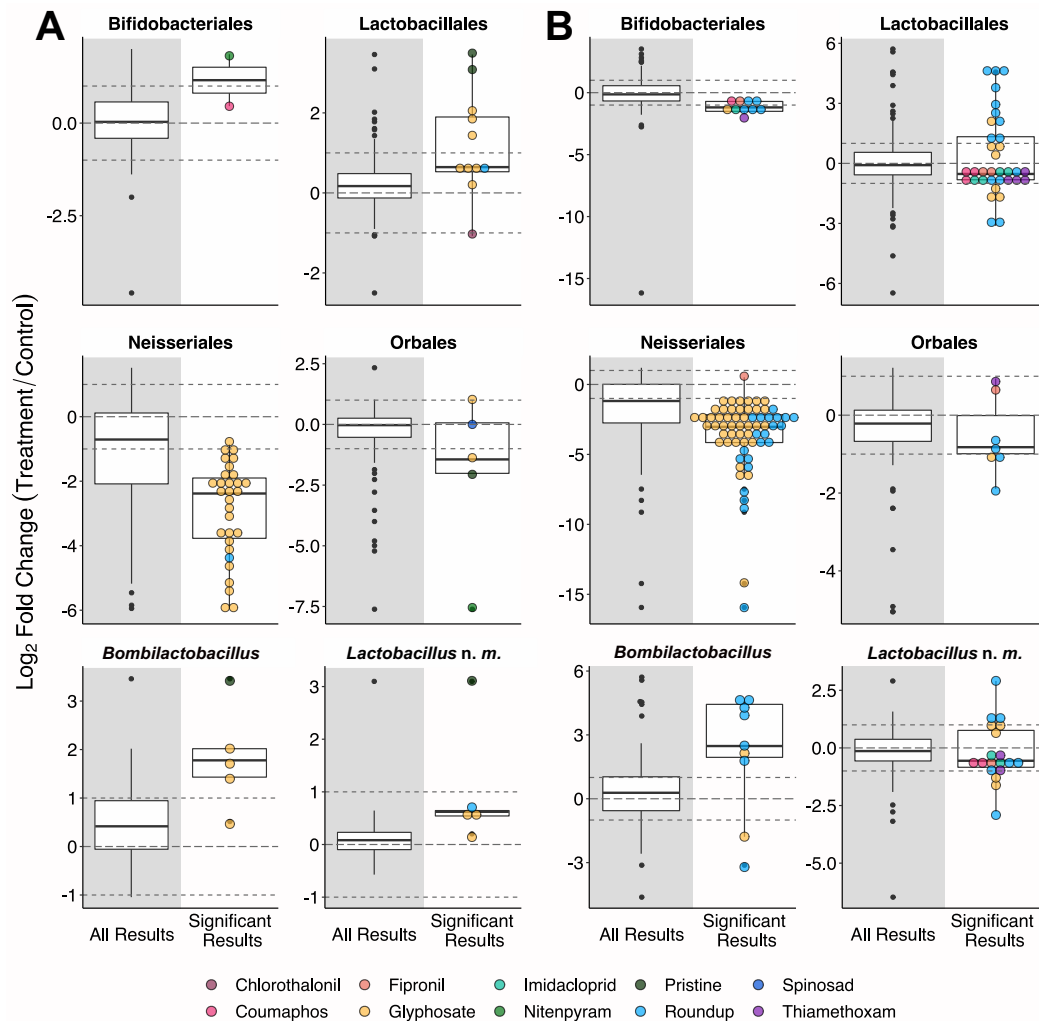 A
B
Bifidobacteriales
Lactobacillales
Bifidobacteriales
Lactobacillales
0.0
-2.5
2
0
-1
-2
0
-5
-10
-15
6
3
0
-3
-6
Log2 Fold Change (Treatment/Control)
Neisseriales
Orbales
Neisseriales
Orbales
0
-2
-4
-6
2.5
0.0
-2.5
-5.0
-7.5
0
-5
-10
-15
0
-2
-4
Bombilactobacillus
Lactobacillus n. m.
Bombilactobacillus
Lactobacillus n. m.
3
2
1
0
-1
3
2
1
0
-1
6
3
0
-3
2.5
0.0
-2.5
-5.0
All Results
Significant Results
All Results
Significant Results
All Results
Significant Results
All Results
Significant Results
Chlorothalonil
Fipronil
Imidacloprid
Pristine
Spinosad
Coumaphos
Glyphosate
Nitenpyram
Roundup
Thiamethoxam